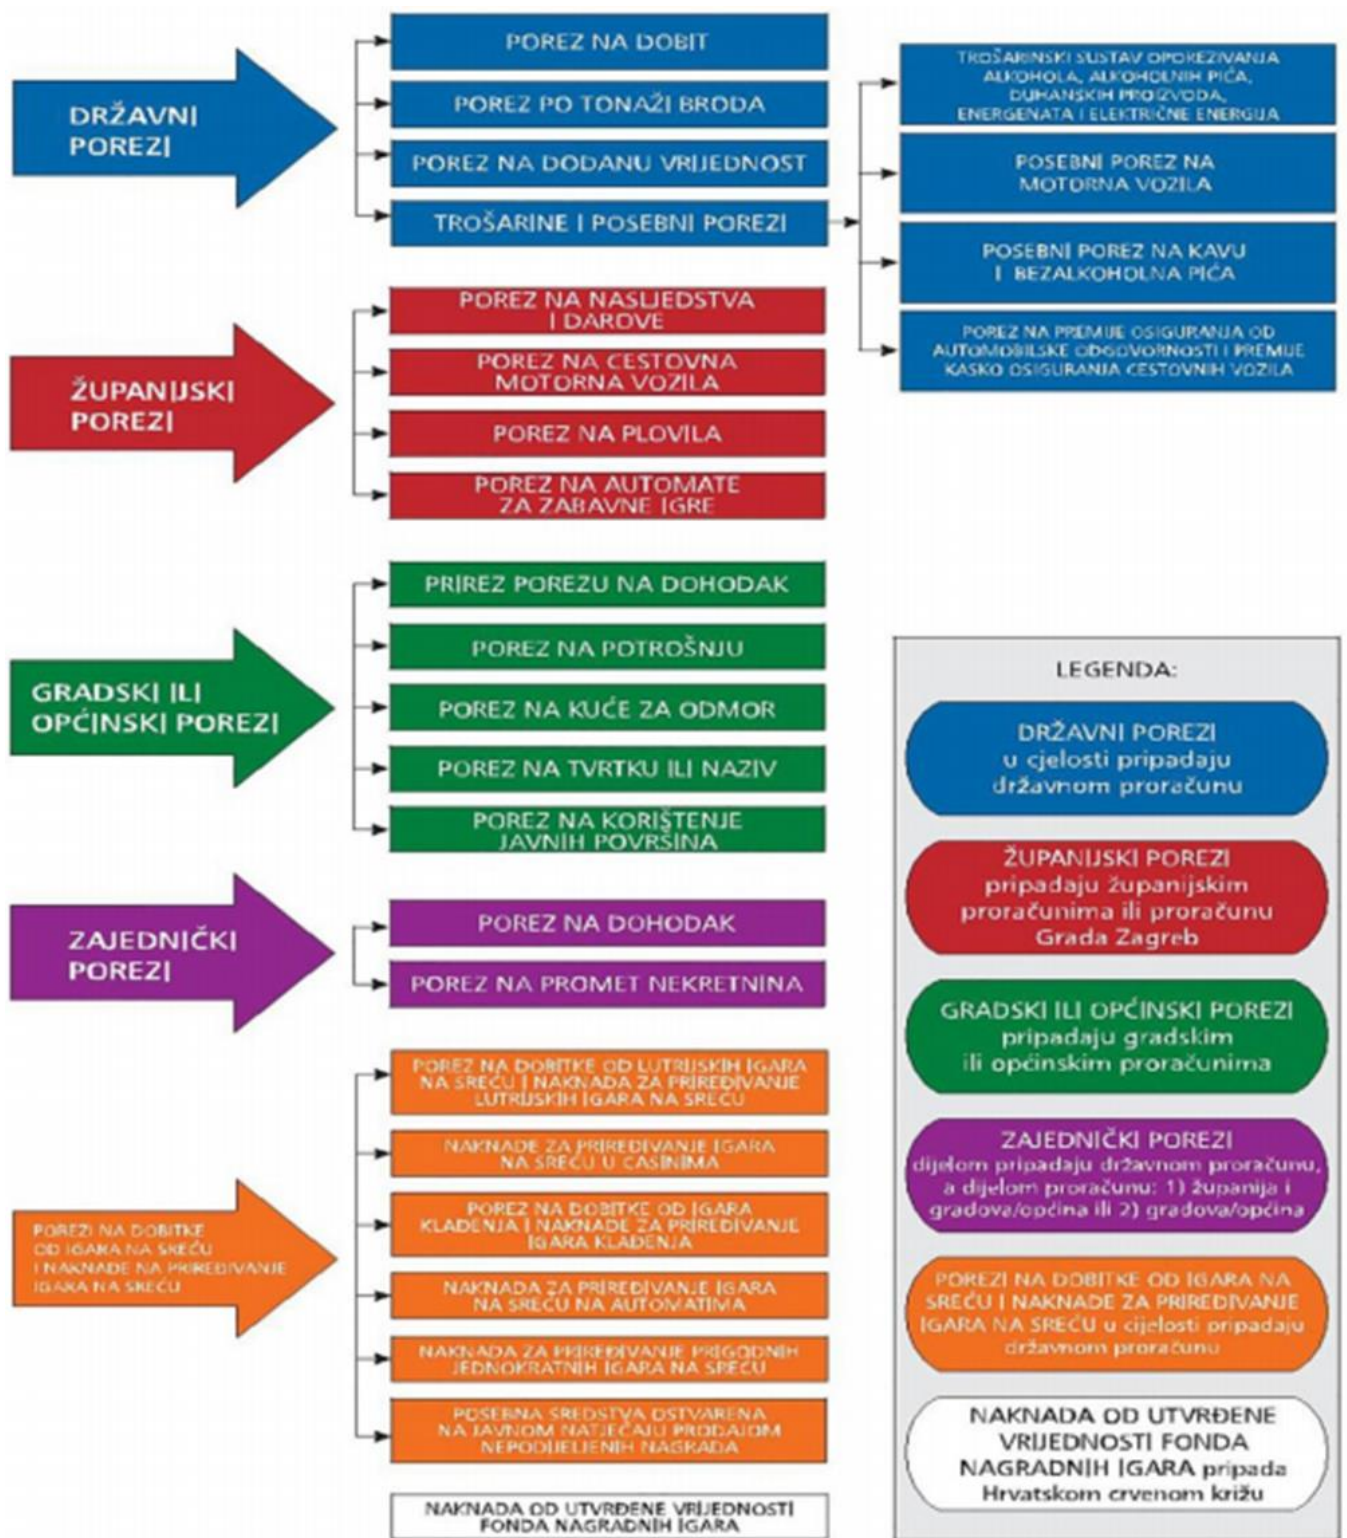 DRŽAVNI
POREZI
POREZ NA DOBIT
POREZ PO TONAŽI BRODA
POREZ NA DODANU VRIJEDNOST
TROŠARINE I POSEBNI POREZI
TROŠARINSKI SUSTAV OPOREZIVANJA
ALKOHOLA, ALKOHOLNIH PIĆA,
DUHANSKIH PROIZVODA,
ENERGENATA I ELEKTRIČNE ENERGIJA
POSEBNI POREZ NA
MOTORNA VOZILA
POSEBNI POREZ NA KAVU
I BEZALKOHOLNA PIĆA
POREZ NA PREMIJE OSIGURANJA OD
AUTOMOBILSKE ODGOVORNOSTI I PREMIJE
KASKO OSIGURANJA CESTOVNIH VOZILA
ŽUPANIJSKI
POREZI
POREZ NA NASLJEDSTVA
I DAROVE
POREZ NA CESTOVNA
MOTORNA VOZILA
POREZ NA PLOVILA
POREZ NA AUTOMATE
ZA ZABAVNE IGRE
GRADSKI ILI
OPĆINSKI POREZI
PRIREZ POREZU NA DOHODAK
POREZ NA POTROŠNJU
POREZ NA KUĆE ZA ODMOR
POREZ NA TVRTKU ILI NAZIV
POREZ NA KORIŠTENJE
JAVNIH POVRŠINA
ZAJEDNIČKI
POREZI
POREZ NA DOHODAK
POREZ NA PROMET NEKRETNINA
POREZI NA DOBITKE
OD IGARA NA SREĆU
I NAKNADE NA PRIREĐIVANJE
IGARA NA SREĆU
POREZ NA DOBITKE OD LUTRIJSKIH IGARA
NA SREĆU I NAKNADA ZA PRIREĐIVANJE
LUTRIJSKIH IGARA NA SREĆU
NAKNADE ZA PRIREĐIVANJE IGARA
NA SREĆU U CASINIMA
POREZ NA DOBITKE OD IGARA
KLAĐENJA I NAKNADE ZA PRIREĐIVANJE
IGARA KLAĐENJA
NAKNADA ZA PRIREĐIVANJE IGARA
NA SREĆU NA AUTOMATIMA
NAKNADA ZA PRIREĐIVANJE PRIGODNIH
JEDNOKRATNIH IGARA NA SREĆU
POSEBNA SREDSTVA OSTVARENA
NA JAVNOM NATJEČAJU PRODAJOM
NEPODIJELJENIH NAGRADA
NAKNADA OD UTVRĐENE VRIJEDNOSTI
FONDA NAGRADNIH IGARA
LEGENDA:
DRŽAVNI POREZI
u cjelosti pripadaju
državnom proračunu
ŽUPANIJSKI POREZI
pripadaju županijskim
proračunima ili proračunu
Grada Zagreb
GRADSKI ILI OPĆINSKI POREZI
pripadaju gradskim
ili općinskim proračunima
ZAJEDNIČKI POREZI
dijelom pripadaju državnom proračunu,
a dijelom proračunu: 1) županija i
gradova/općina ili 2) gradova/općina
POREZI NA DOBITKE OD IGARA NA
SREĆU I NAKNADE ZA PRIREĐIVANJE
IGARA NA SREĆU u cijelosti pripadaju
državnom proračunu
NAKNADA OD UTVRĐENE
VRIJEDNOSTI FONDA
NAGRADNIH IGARA pripada
Hrvatskom crvenom križu